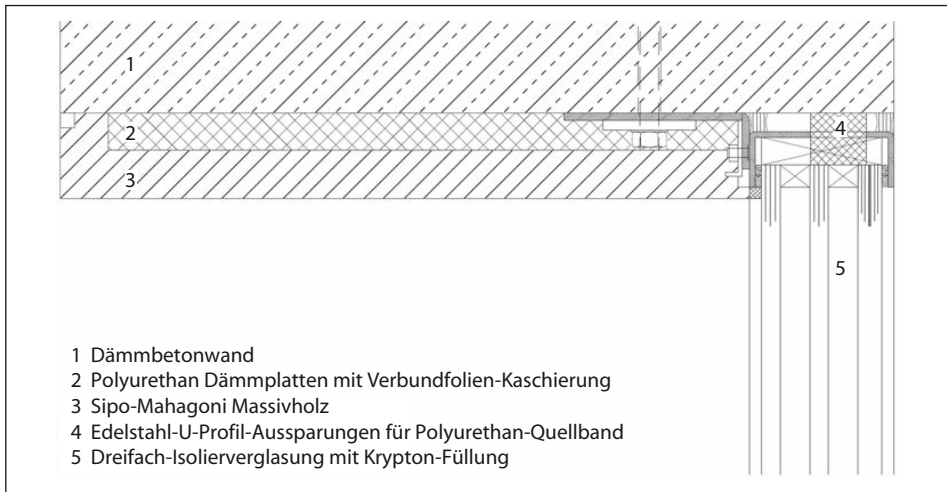 1
2
3
4
5
1 Dämmbetonwand
2 Polyurethan Dämmplatten mit Verbundfolien-Kaschierung
3 Sipo-Mahagoni Massivholz
4 Edelstahl-U-Profil-Aussparungen für Polyurethan-Quellband
5 Dreifach-Isolierverglasung mit Krypton-Füllung